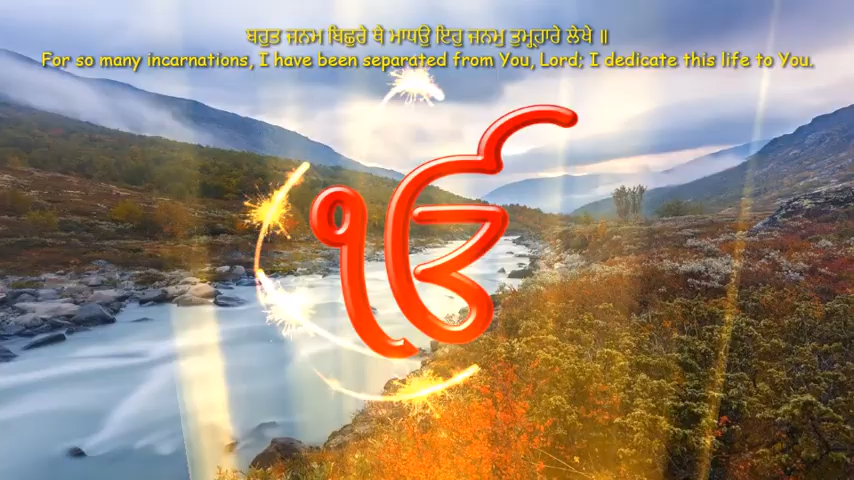 ਬਹੁਤ ਜਨਮ ਬਿਛੁਰੇ ਥੇ ਮਾਧਉ ਇਹੁ ਜਨਮੁ ਤੁਮ੍ਹਾਰੇ ਲੇਖੇ ॥
For so many incarnations, I have been separated from You, Lord; I dedicate this life to You.
ੴ